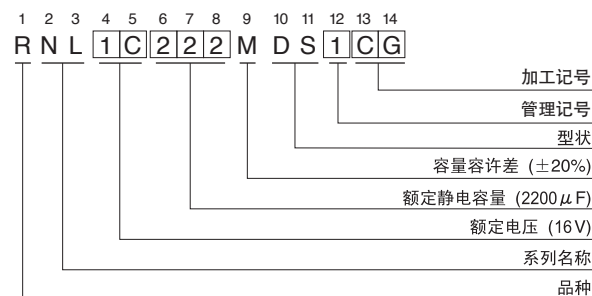 1 2 3 4 5 6 7 8 9 10 11 12 13 14
R N L 1 C 2 2 2 M D S 1 C G
加工记号
管理记号
型状
容量容许差 (±20%)
额定静电容量 (2200μF)
额定电压 (16V)
系列名称
品种